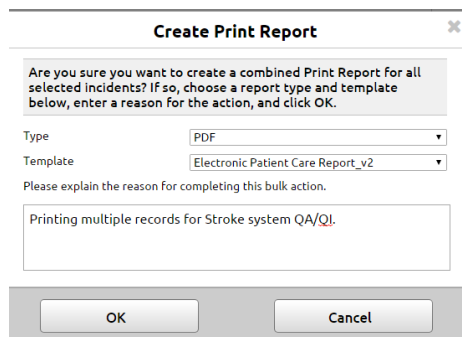 Create Print Report
Are you sure you want to create a combined Print Report for all
selected incidents? If so, choose a report type and template
below, enter a reason for the action, and click OK.
Type PDF
Template Electronic Patient Care Report_v2
Please explain the reason for completing this bulk action.
Printing multiple records for Stroke system QA/QI.
OK Cancel